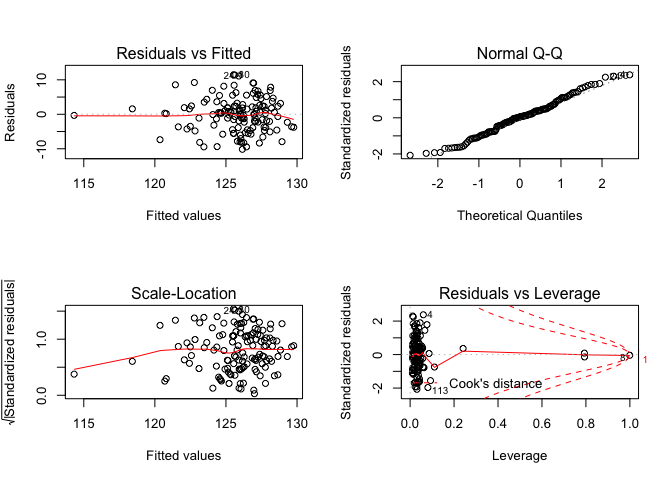 Residuals vs Fitted
Residuals
10
0
-10
115
120
125
130
Fitted values
Normal Q-Q
Standardized residuals
2
0
-2
-2
-1
0
1
2
Theoretical Quantiles
Scale-Location
√|Standardized residuals|
1.0
0.0
115
120
125
130
Fitted values
Residuals vs Leverage
Standardized residuals
2
0
-2
4
5
1
113
Cook's distance
0.0
0.2
0.4
0.6
0.8
1.0
Leverage